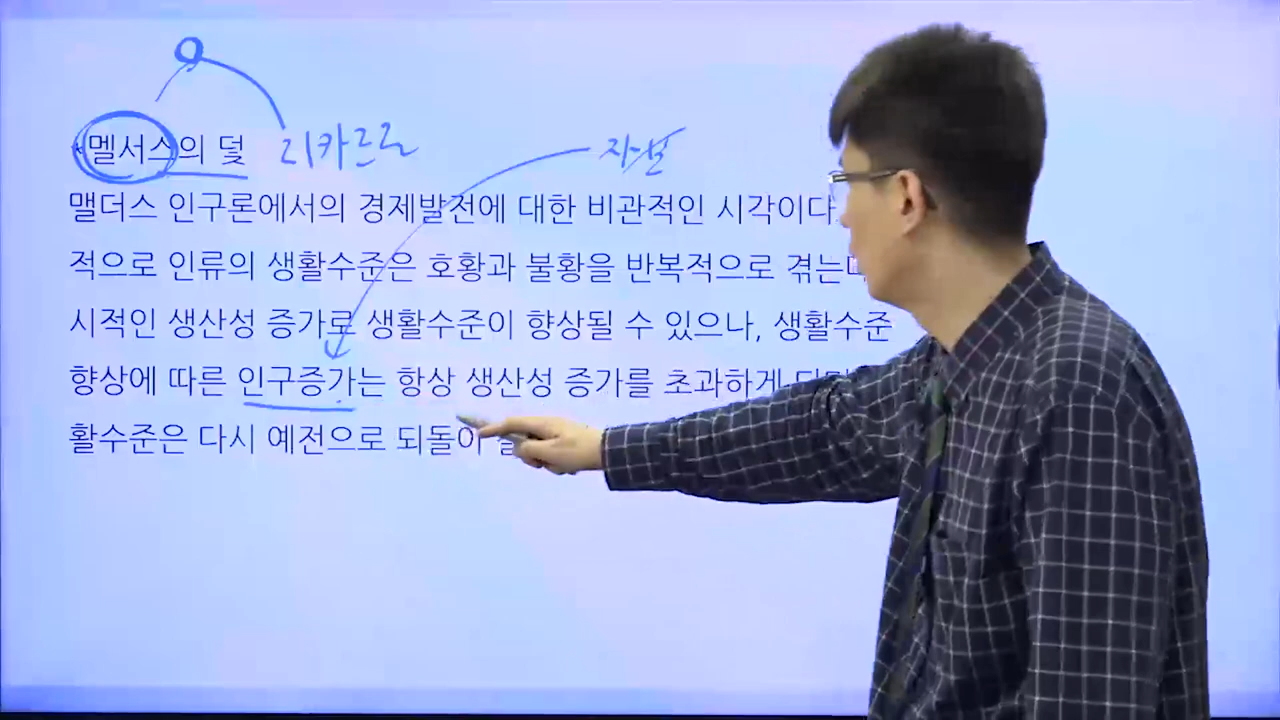 *멜서스의 덫 리카르도
맬더스 인구론에서의 경제발전에 대한 비관적인 시각이다.
적으로 인류의 생활수준은 호황과 불황을 반복적으로 겪는데
시적인 생산성 증가로 생활수준이 향상될 수 있으나, 생활수준
향상에 따른 인구증가는 항상 생산성 증가를 초과하게
활수준은 다시 예전으로 되돌이